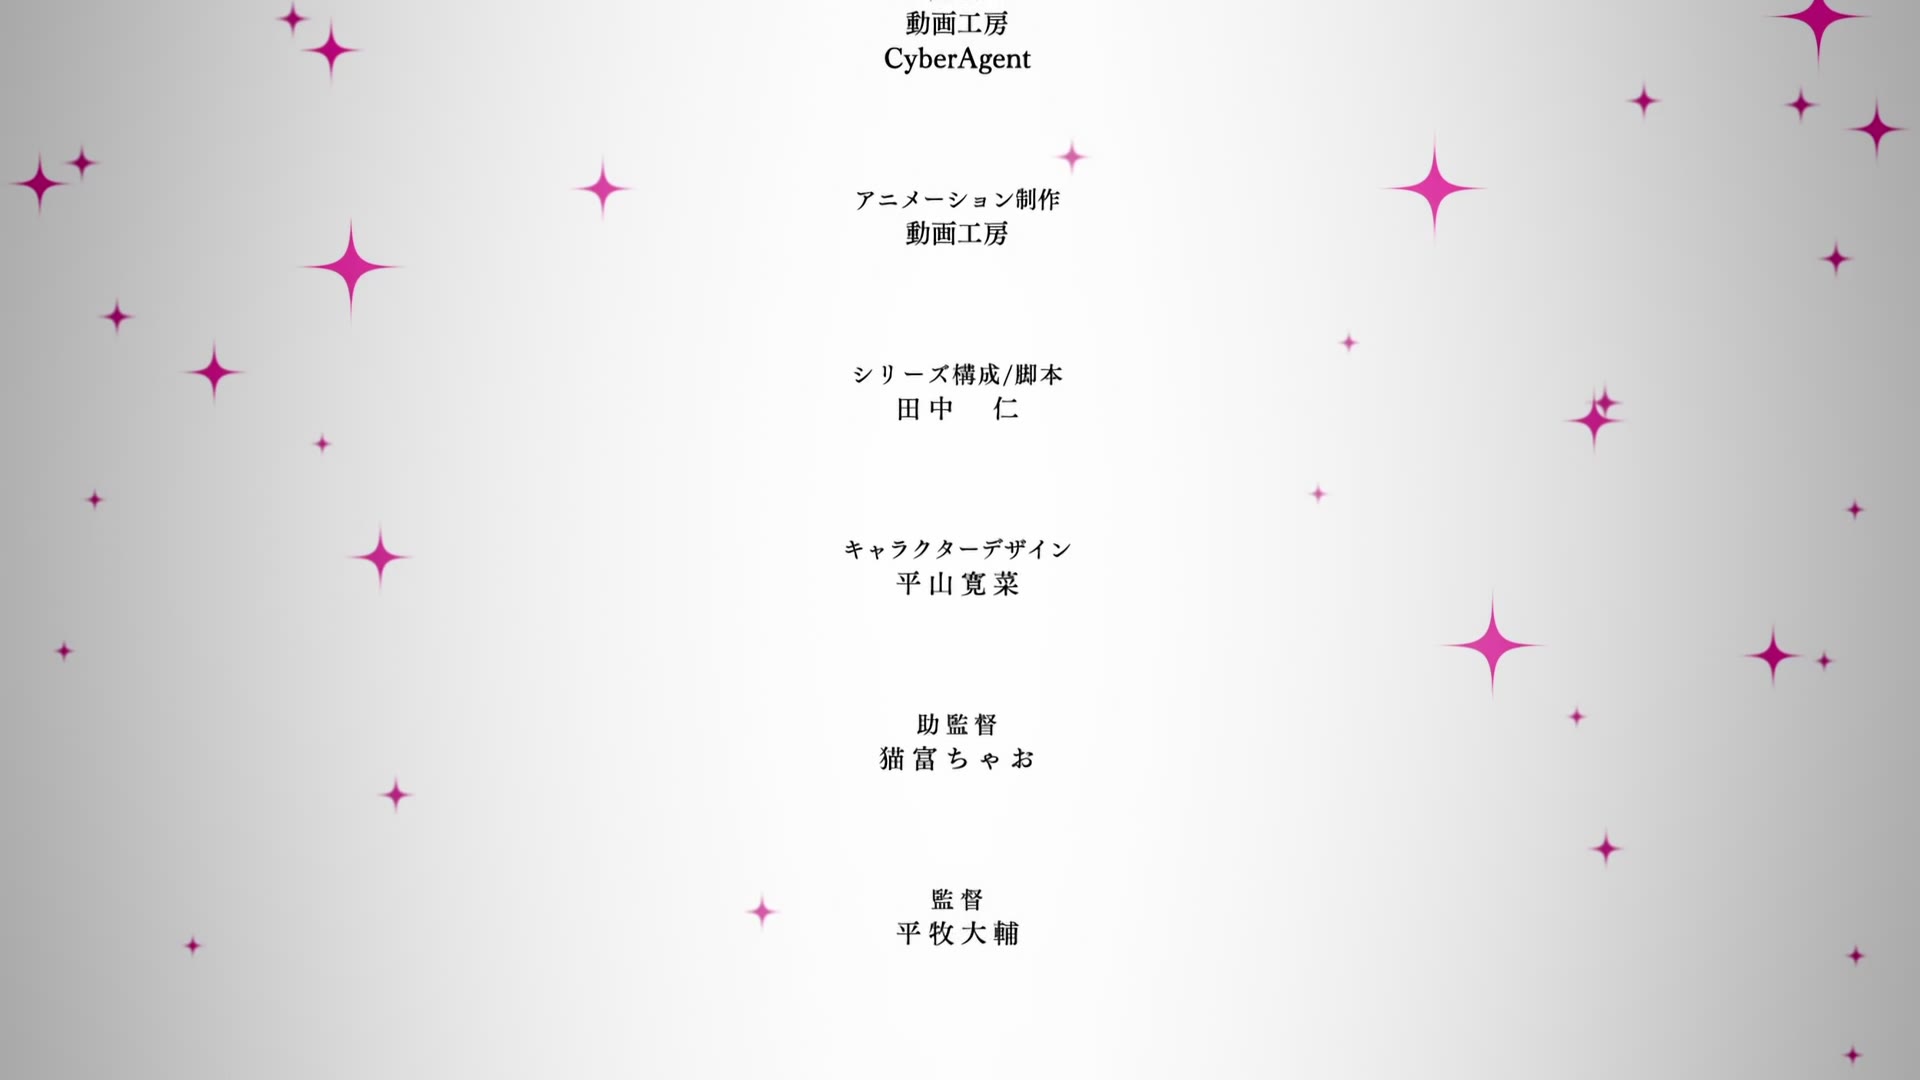 動画工房
CyberAgent
アニメーション制作
動画工房
シリーズ構成/脚本
田中　仁
キャラクターデザイン
平山寛菜
助監督
猫富ちゃお
監督
平牧大輔